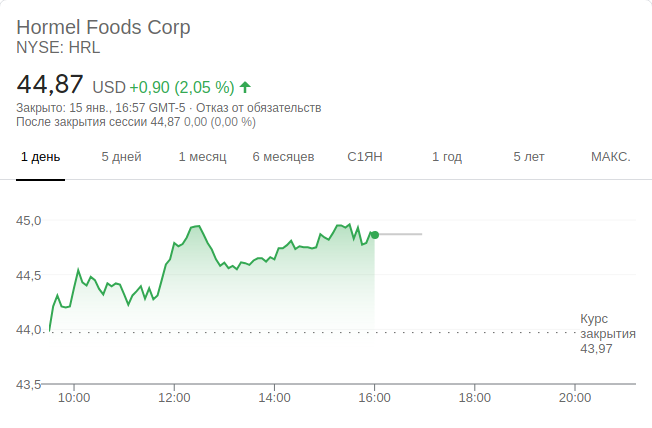 Hormel Foods Corp
NYSE: HRL
44,87 USD +0,90 (2,05 %)
Закрыто: 15 янв., 16:57 GMT-5 · Отказ от обязательств
После закрытия сессии 44,87 0,00 (0,00 %)
1 день 5 дней 1 месяц 6 месяцев С1ЯН 1 год 5 лет МАКС.
45,0
44,5
44,0
Курс
закрытия
43,97
43,5
10:00 12:00 14:00 16:00 18:00 20:00